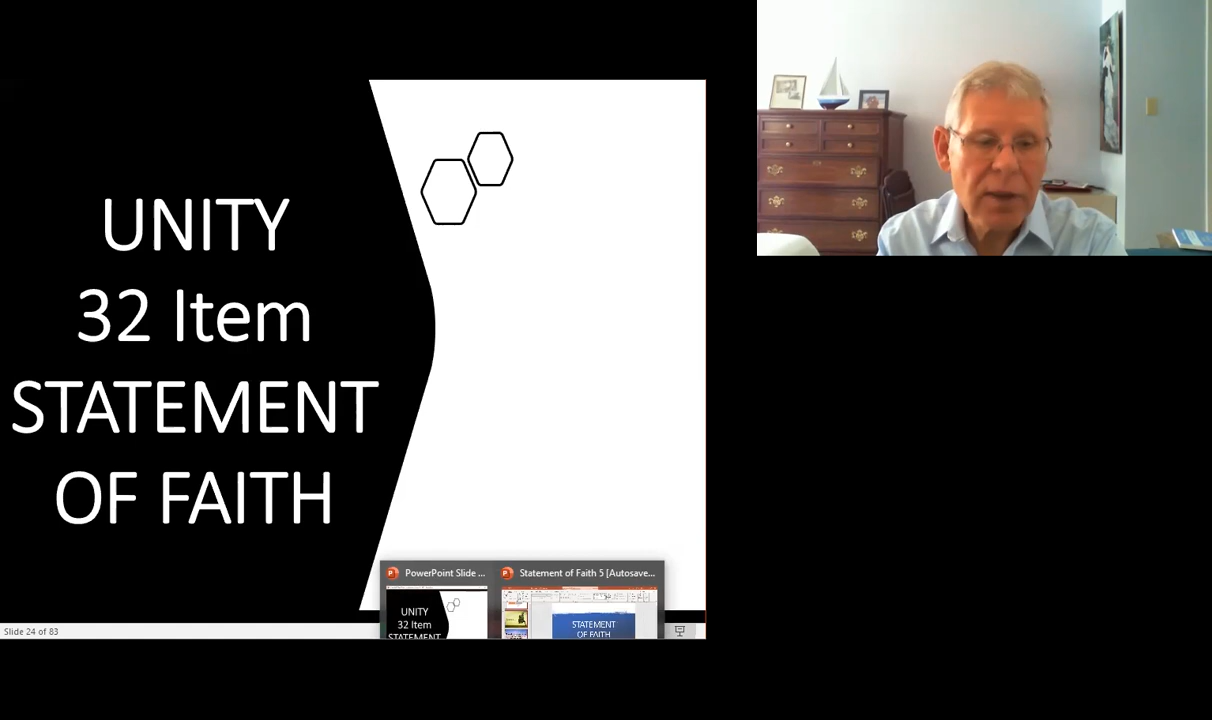 UNITY
32 Item
STATEMENT
OF FAITH
PowerPoint Slide ...
Statement of Faith 5 [Autosave...
UNITY
32 Item
STATEMENT
STATEMENT
OF FAITH
Slide 24 of 83